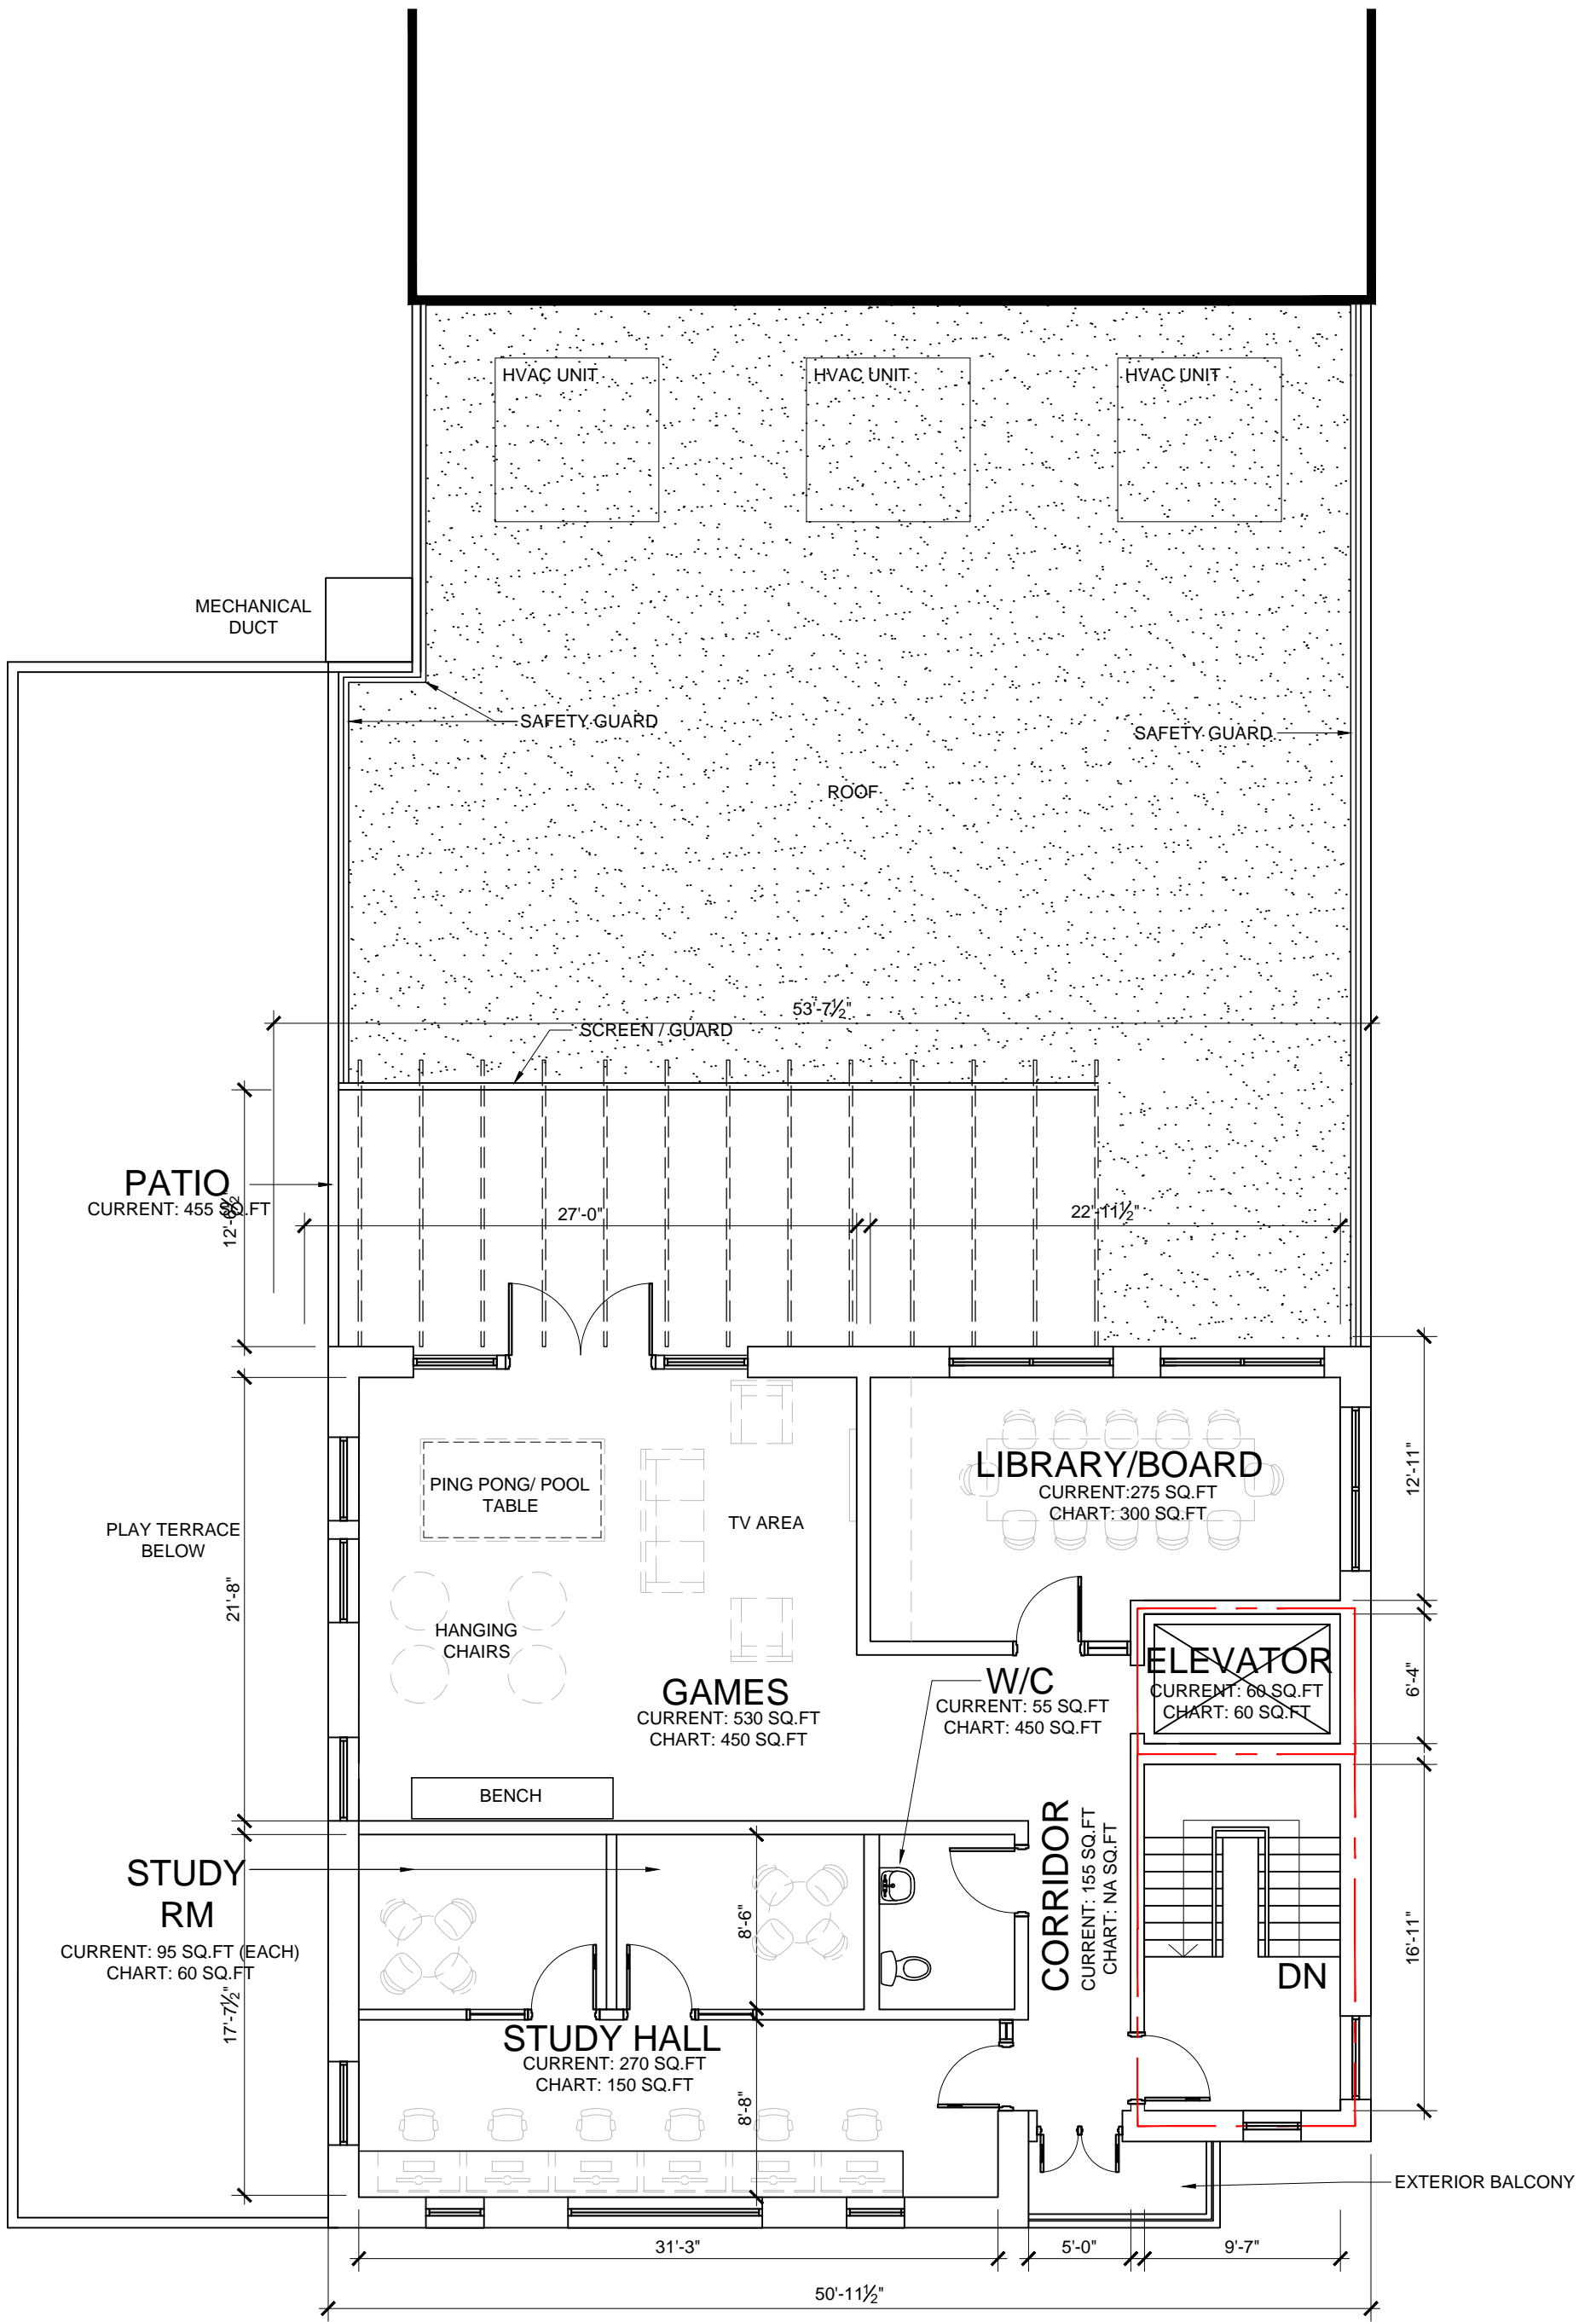 HVAC UNIT
HVAC UNIT
HVAC UNIT
MECHANICAL
DUCT
SAFETY GUARD
SAFETY GUARD
ROOF
53'-7½"
SCREEN / GUARD
PATIO
CURRENT: 455 SQ.FT
12'-6½"
27'-0"
22'-11½"
PING PONG/ POOL
TABLE
TV AREA
LIBRARY/BOARD
CURRENT:275 SQ.FT
CHART: 300 SQ.FT
12'-11"
PLAY TERRACE
BELOW
21'-8"
HANGING
CHAIRS
GAMES
CURRENT: 530 SQ.FT
CHART: 450 SQ.FT
W/C
CURRENT: 55 SQ.FT
CHART: 450 SQ.FT
ELEVATOR
CURRENT: 60 SQ.FT
CHART: 60 SQ.FT
6'-4"
BENCH
STUDY
RM
CURRENT: 95 SQ.FT (EACH)
CHART: 60 SQ.FT
17'-7½"
8'-6"
CORRIDOR
CURRENT: 155 SQ.FT
CHART: NA SQ.FT
DN
16'-11"
STUDY HALL
CURRENT: 270 SQ.FT
CHART: 150 SQ.FT
8'-8"
EXTERIOR BALCONY
31'-3"
5'-0"
9'-7"
50'-11½"